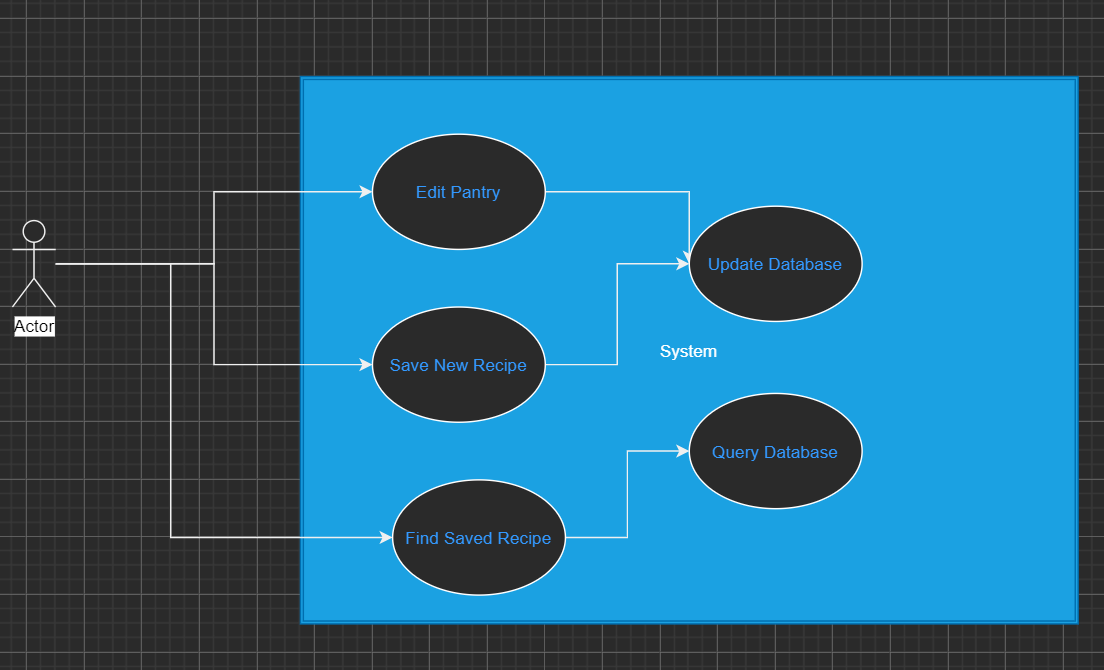 Edit Pantry
Update Database
Actor
System
Save New Recipe
Query Database
Find Saved Recipe